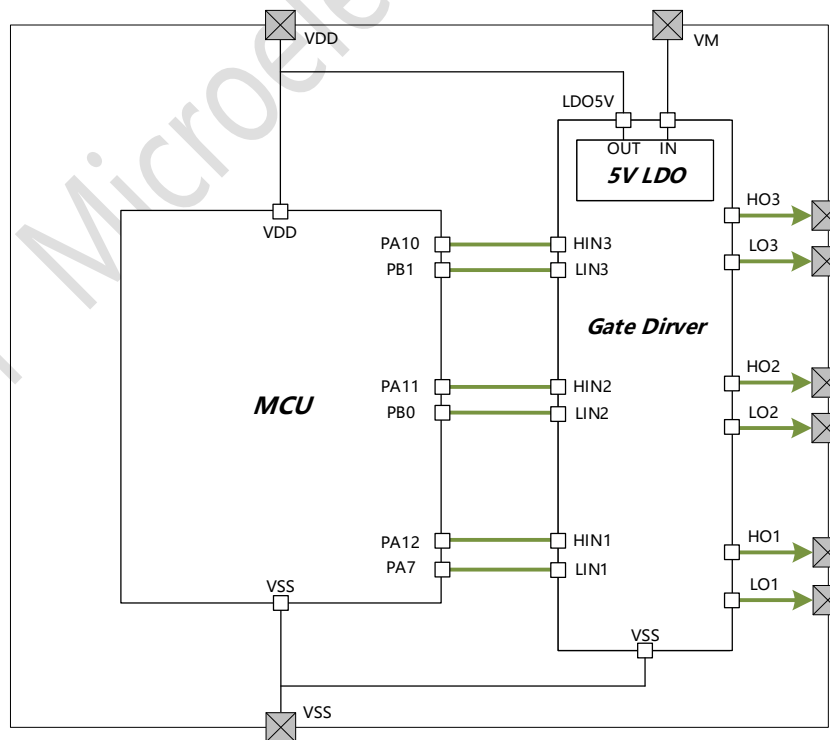 VDD
VM
LDO5V
OUT IN
5V LDO
VDD
HO3
PA10
HIN3
PB1
LIN3
LO3
Gate Dirver
MCU
PA11
HIN2
HO2
PB0
LIN2
LO2
PA12
HIN1
HO1
PA7
LIN1
LO1
VSS
VSS
VSS